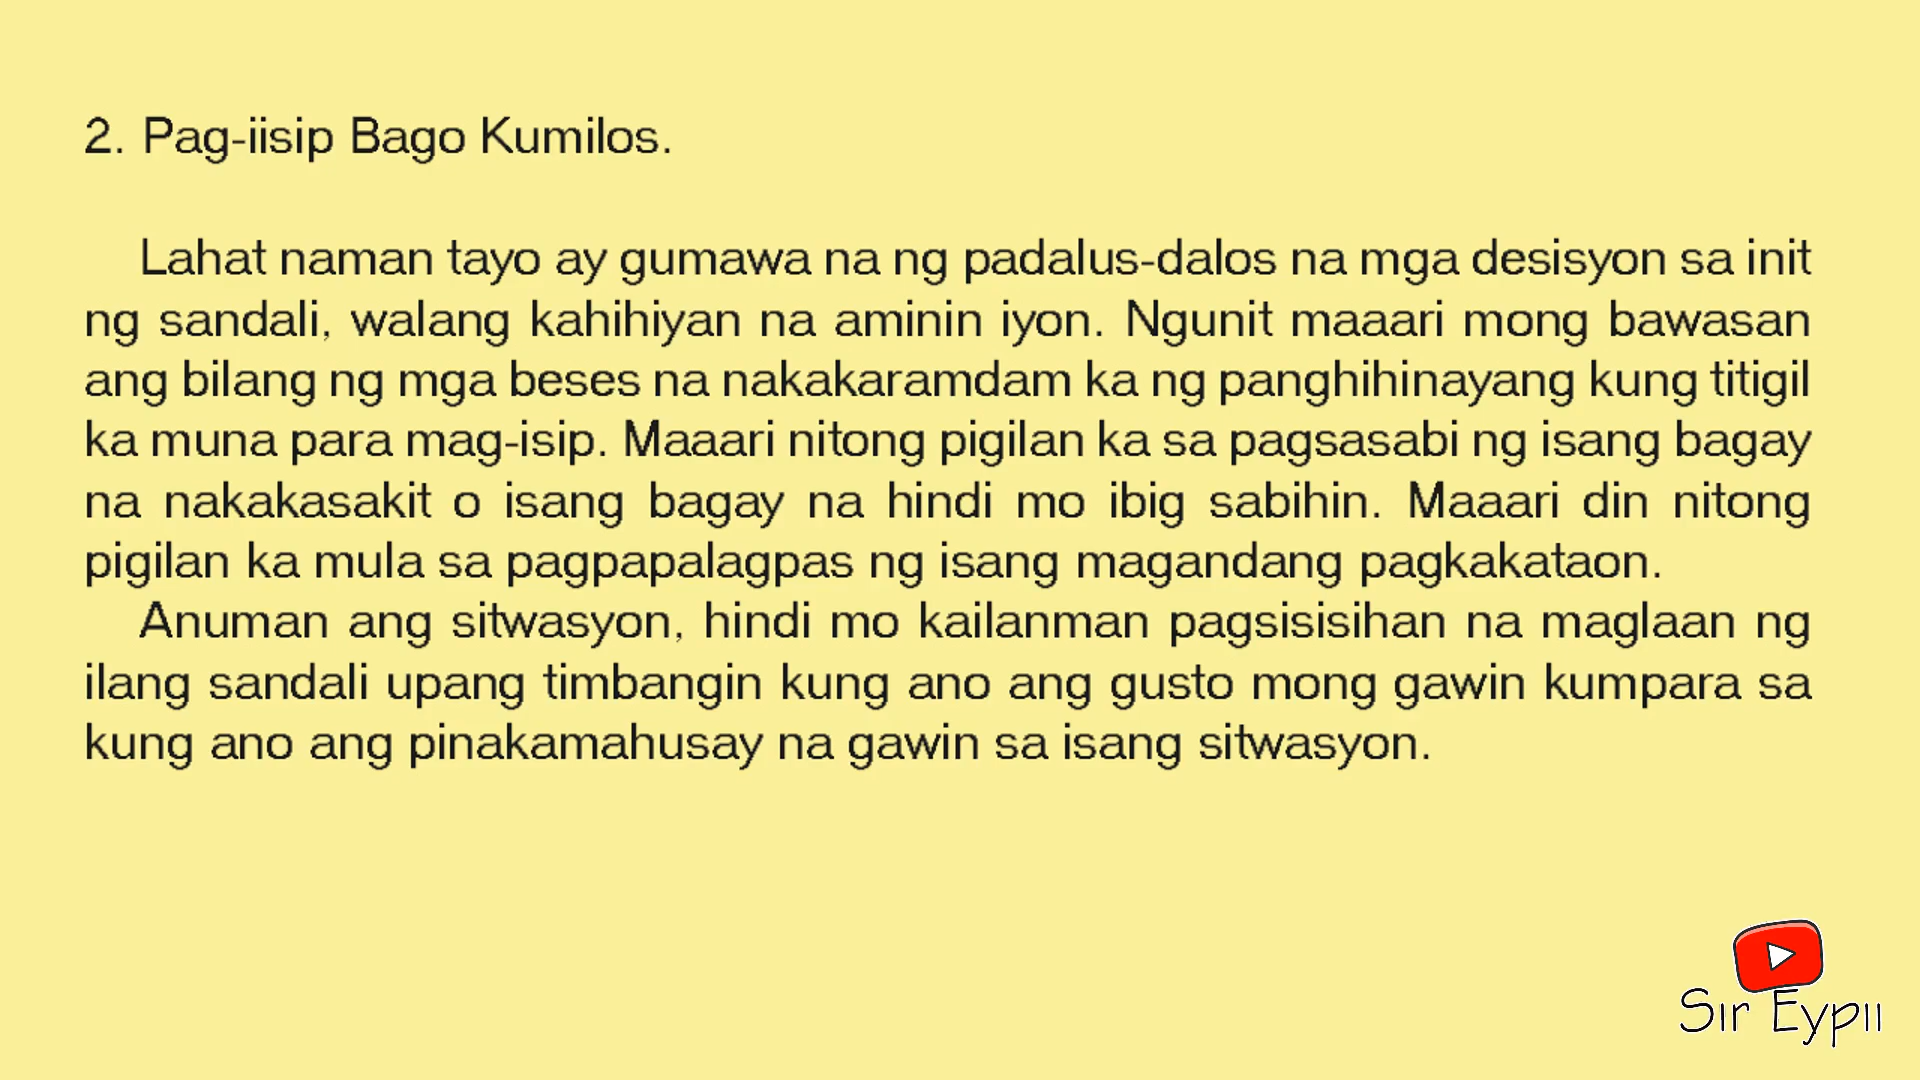 2. Pag-iisip Bago Kumilos.
Lahat naman tayo ay gumawa na ng padalus-dalos na mga desisyon sa init
ng sandali, walang kahihiyan na aminin iyon. Ngunit maaari mong bawasan
ang bilang ng mga beses na nakakaramdam ka ng panghihinayang kung titigil
ka muna para mag-isip. Maaari nitong pigilan ka sa pagsasabi ng isang bagay
na nakakasakit o isang bagay na hindi mo ibig sabihin. Maaari din nitong
pigilan ka mula sa pagpapalagpas ng isang magandang pagkakataon.
Anuman ang sitwasyon, hindi mo kailanman pagsisisihan na maglaan ng
ilang sandali upang timbangin kung ano ang gusto mong gawin kumpara sa
kung ano ang pinakamahusay na gawin sa isang sitwasyon.
Sir Eypii